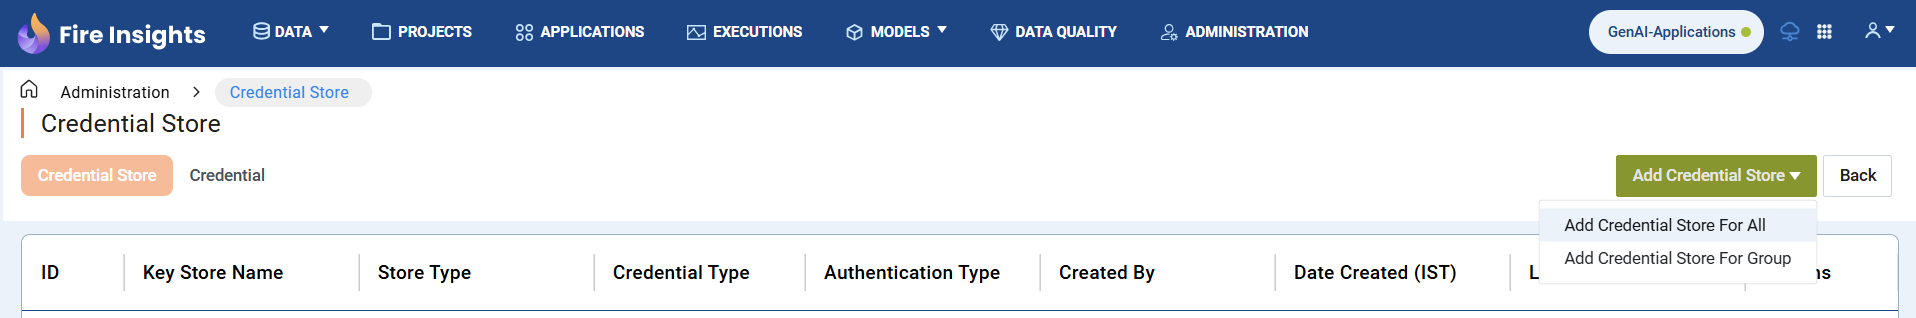 Fire Insights DATA PROJECTS APPLICATIONS EXECUTIONS MODELS DATA QUALITY ADMINISTRATION GenAI-Applications
Administration > Credential Store
Credential Store
Credential Store Credential Add Credential Store Back
Add Credential Store For All
Add Credential Store For Group
ID Key Store Name Store Type Credential Type Authentication Type Created By Date Created (IST)